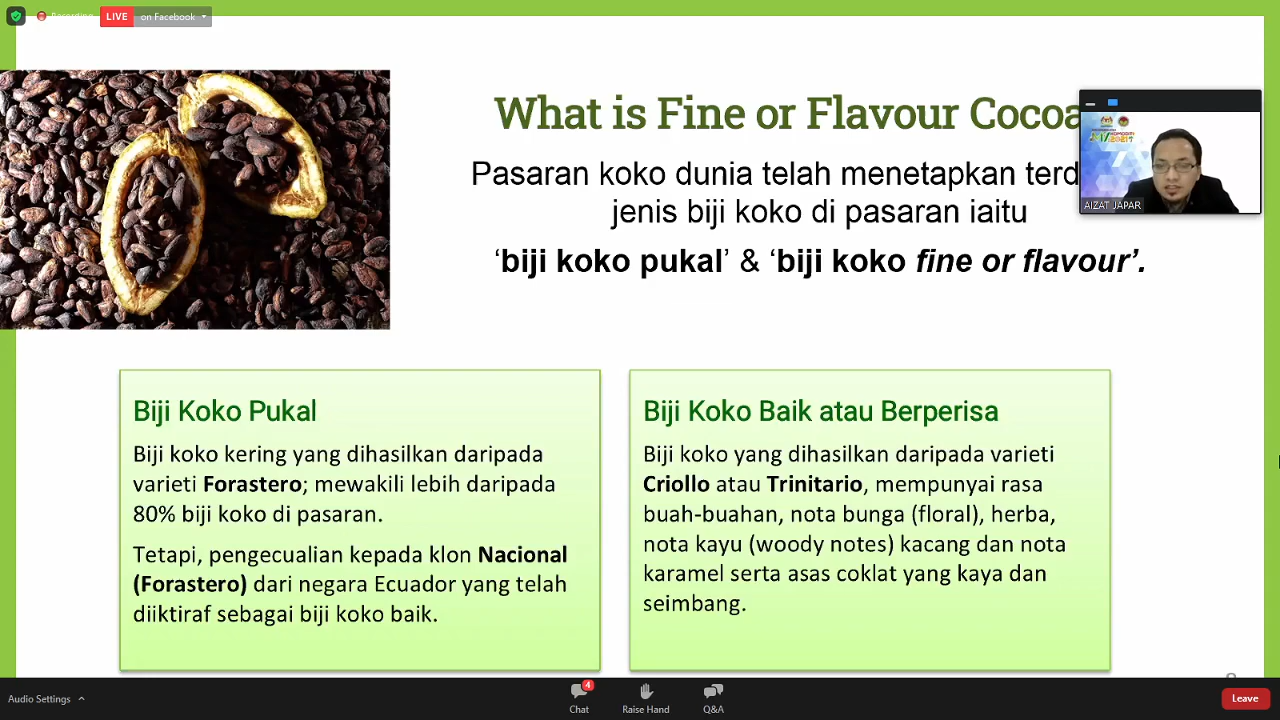 Recording
LIVE on Facebook
What is Fine or Flavour Cocoa
Pasaran koko dunia telah menetapkan terd
jenis biji koko di pasaran iaitu
‘biji koko pukal’ & ‘biji koko fine or flavour’.
AIZAT JAPAR
Biji Koko Pukal
Biji koko kering yang dihasilkan daripada
varieti Forastero; mewakili lebih daripada
80% biji koko di pasaran.
Tetapi, pengecualian kepada klon Nacional
(Forastero) dari negara Ecuador yang telah
diiktiraf sebagai biji koko baik.
Biji Koko Baik atau Berperisa
Biji koko yang dihasilkan daripada varieti
Criollo atau Trinitario, mempunyai rasa
buah-buahan, nota bunga (floral), herba,
nota kayu (woody notes) kacang dan nota
karamel serta asas coklat yang kaya dan
seimbang.
Audio Settings
4
Chat
Raise Hand
Q&A
Leave